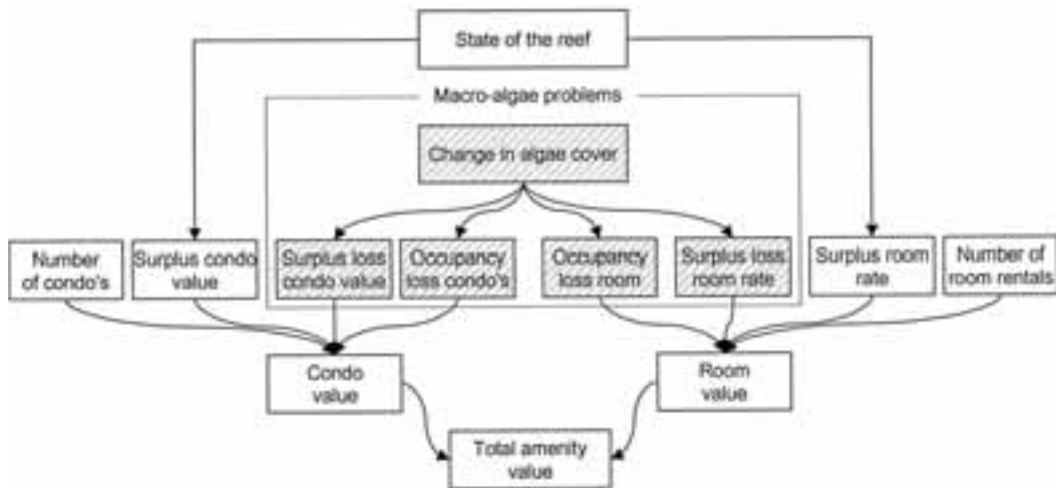 State of the reef
Macro-algae problems
Change in algae cover
Number
of condo's
Surplus condo
value
Surplus loss
condo value
Occupancy
loss condo's
Occupancy
loss room
Surplus loss
room rate
Surplus room
rate
Number of
room rentals
Condo
value
Room
value
Total amenity
value